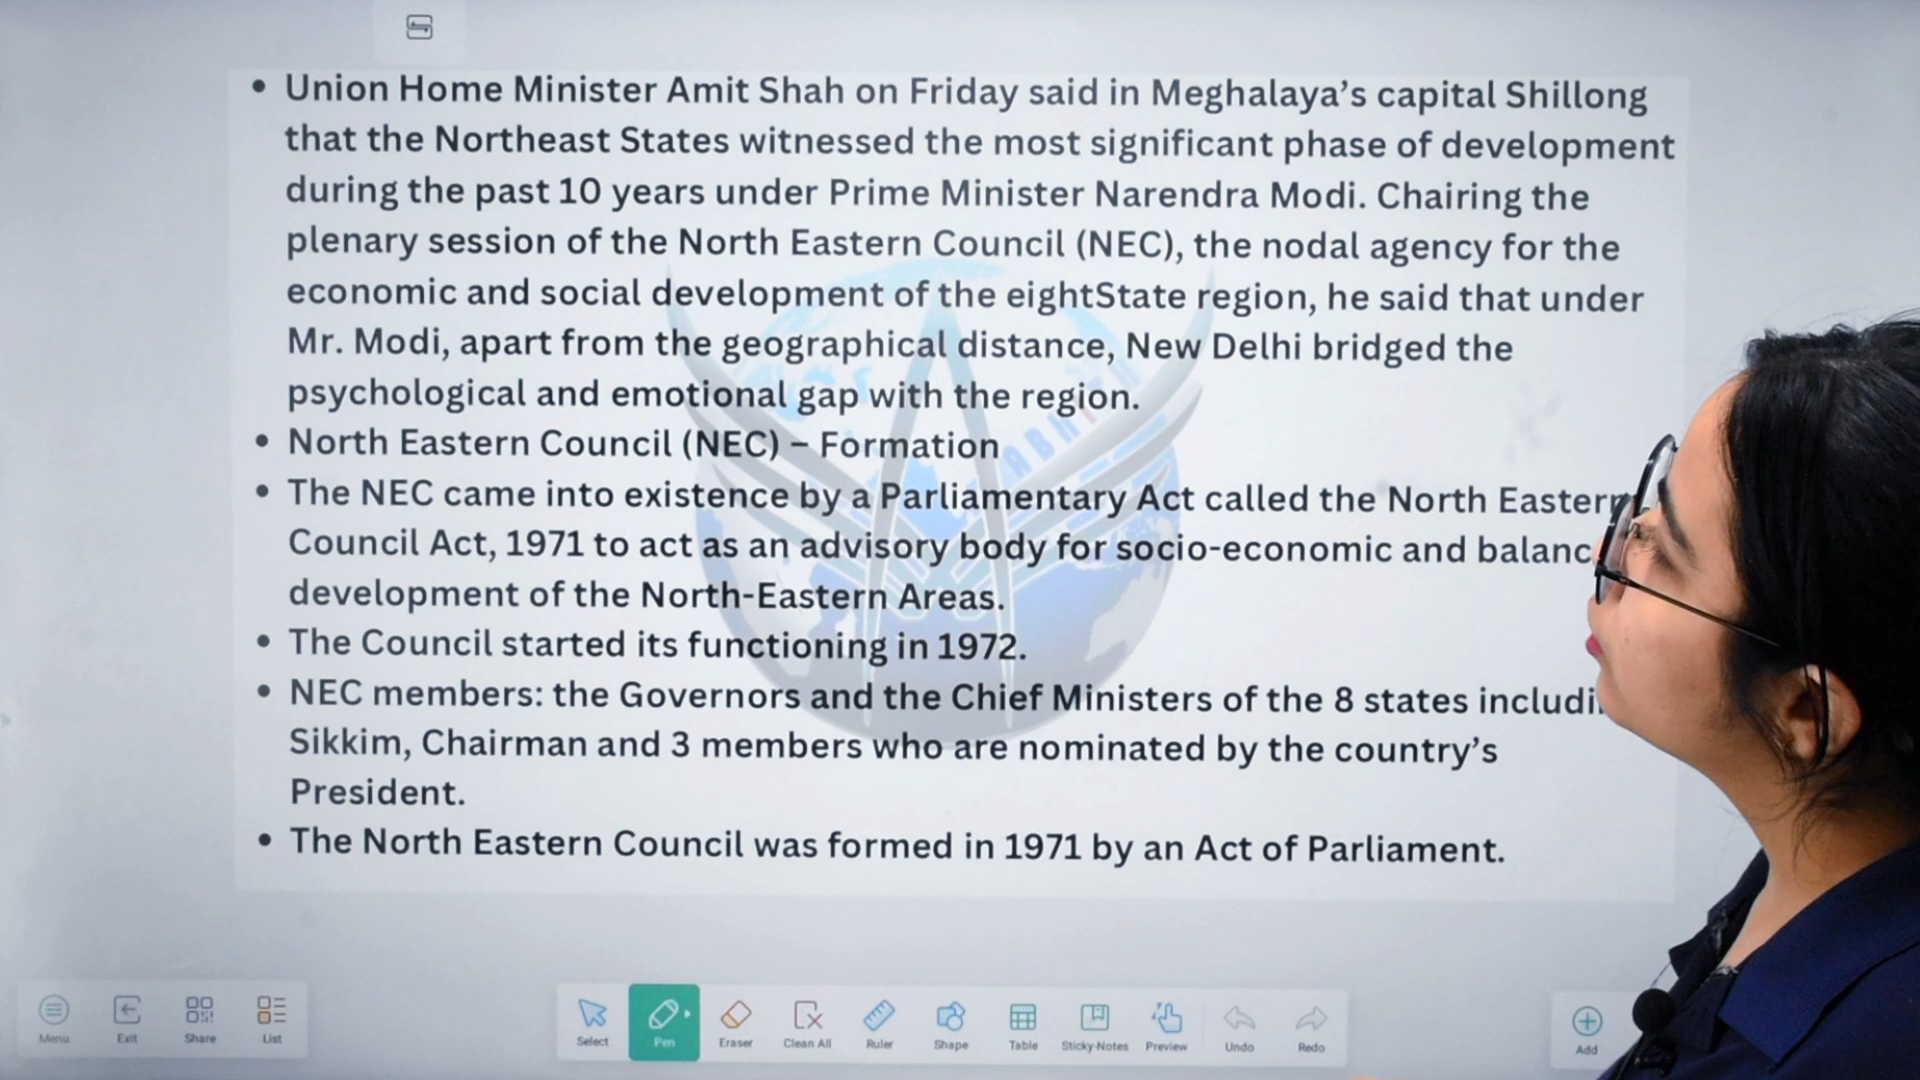 • Union Home Minister Amit Shah on Friday said in Meghalaya’s capital Shillong
that the Northeast States witnessed the most significant phase of development
during the past 10 years under Prime Minister Narendra Modi. Chairing the
plenary session of the North Eastern Council (NEC), the nodal agency for the
economic and social development of the eightState region, he said that under
Mr. Modi, apart from the geographical distance, New Delhi bridged the
psychological and emotional gap with the region.
• North Eastern Council (NEC) – Formation
• The NEC came into existence by a Parliamentary Act called the North Eastern
Council Act, 1971 to act as an advisory body for socio-economic and balanc
development of the North-Eastern Areas.
• The Council started its functioning in 1972.
• NEC members: the Governors and the Chief Ministers of the 8 states includi
Sikkim, Chairman and 3 members who are nominated by the country’s
President.
• The North Eastern Council was formed in 1971 by an Act of Parliament.
Menu Exit Share List Select Pen Eraser Clean All Ruler Shape Table Sticky-Notes Preview Undo Redo Add